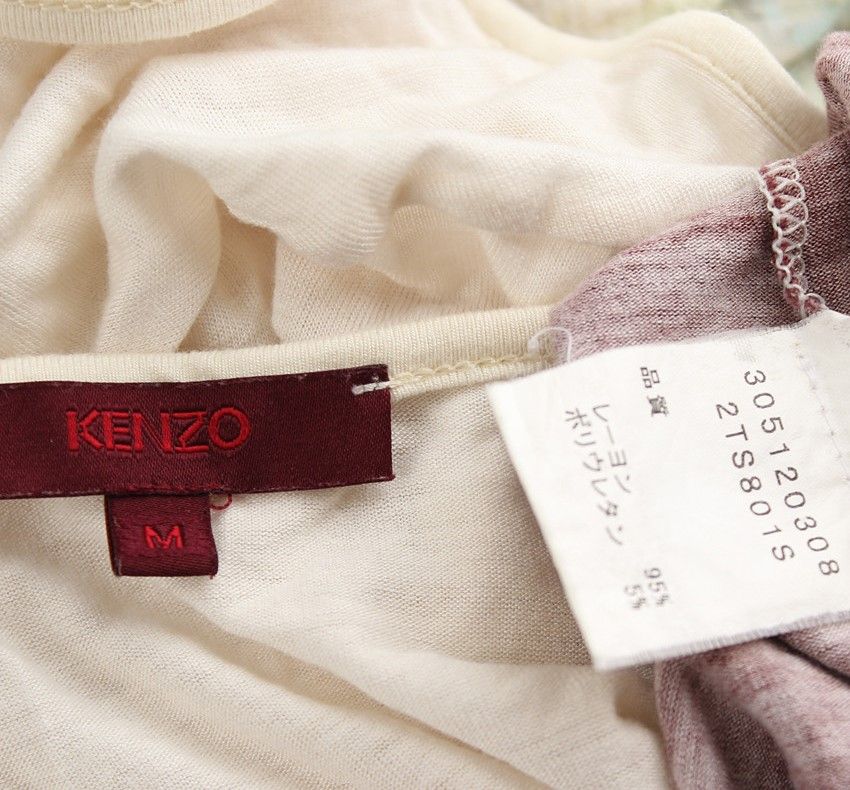 KENZO
M
305120308
2TS801S
品質
レーヨン 95%
ポリウレタン 5%